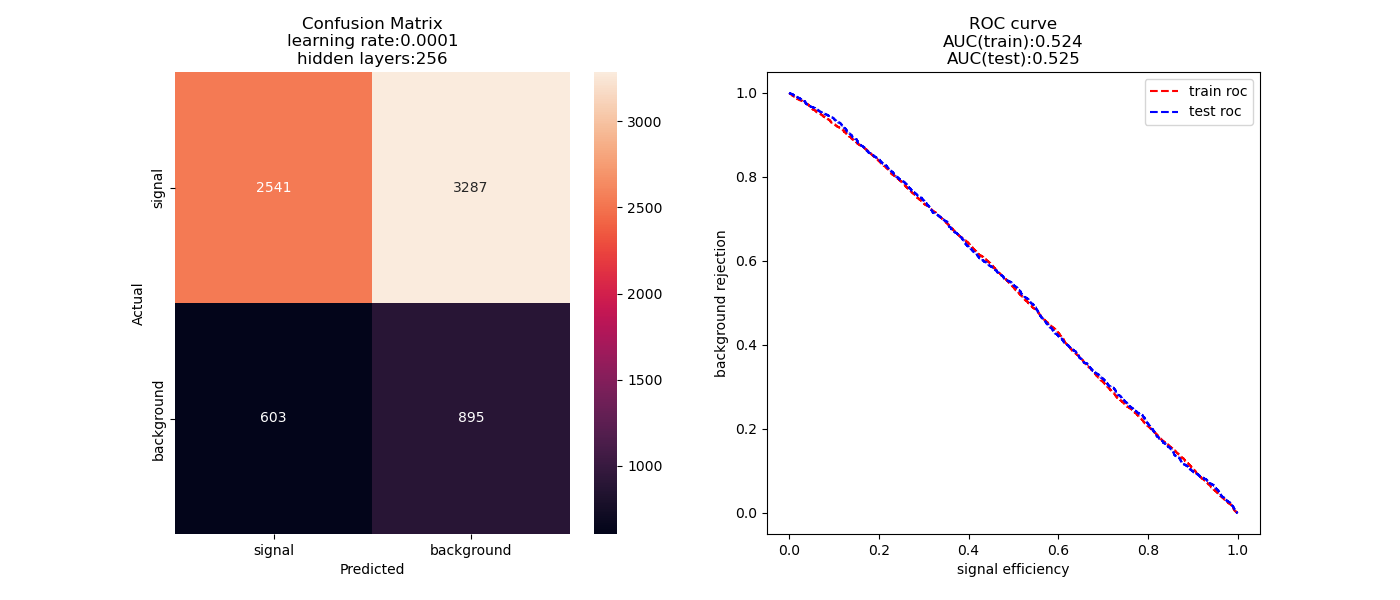 Confusion Matrix
learning rate:0.0001
hidden layers:256
signal
background
Actual
2541
3287
603
895
signal
background
Predicted
3000
2500
2000
1500
1000
ROC curve
AUC(train):0.524
AUC(test):0.525
train roc
test roc
1.0
0.8
0.6
0.4
0.2
0.0
background rejection
0.0
0.2
0.4
0.6
0.8
1.0
signal efficiency